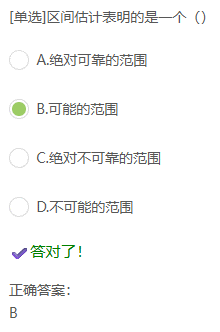 [单选]区间估计表明的是一个（）
A.绝对可靠的范围
B.可能的范围
C.绝对不可靠的范围
D.不可能的范围
答对了！
正确答案：
B